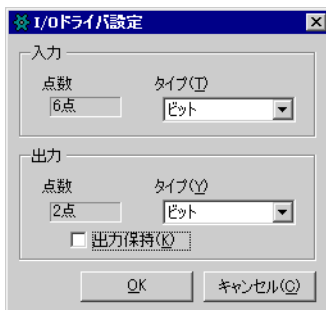 I/Oドライバ設定
入力
点数 タイプ(T)
6点 ビット
出力
点数 タイプ(Y)
2点 ビット
出力保持(K)
OK キャンセル(C)